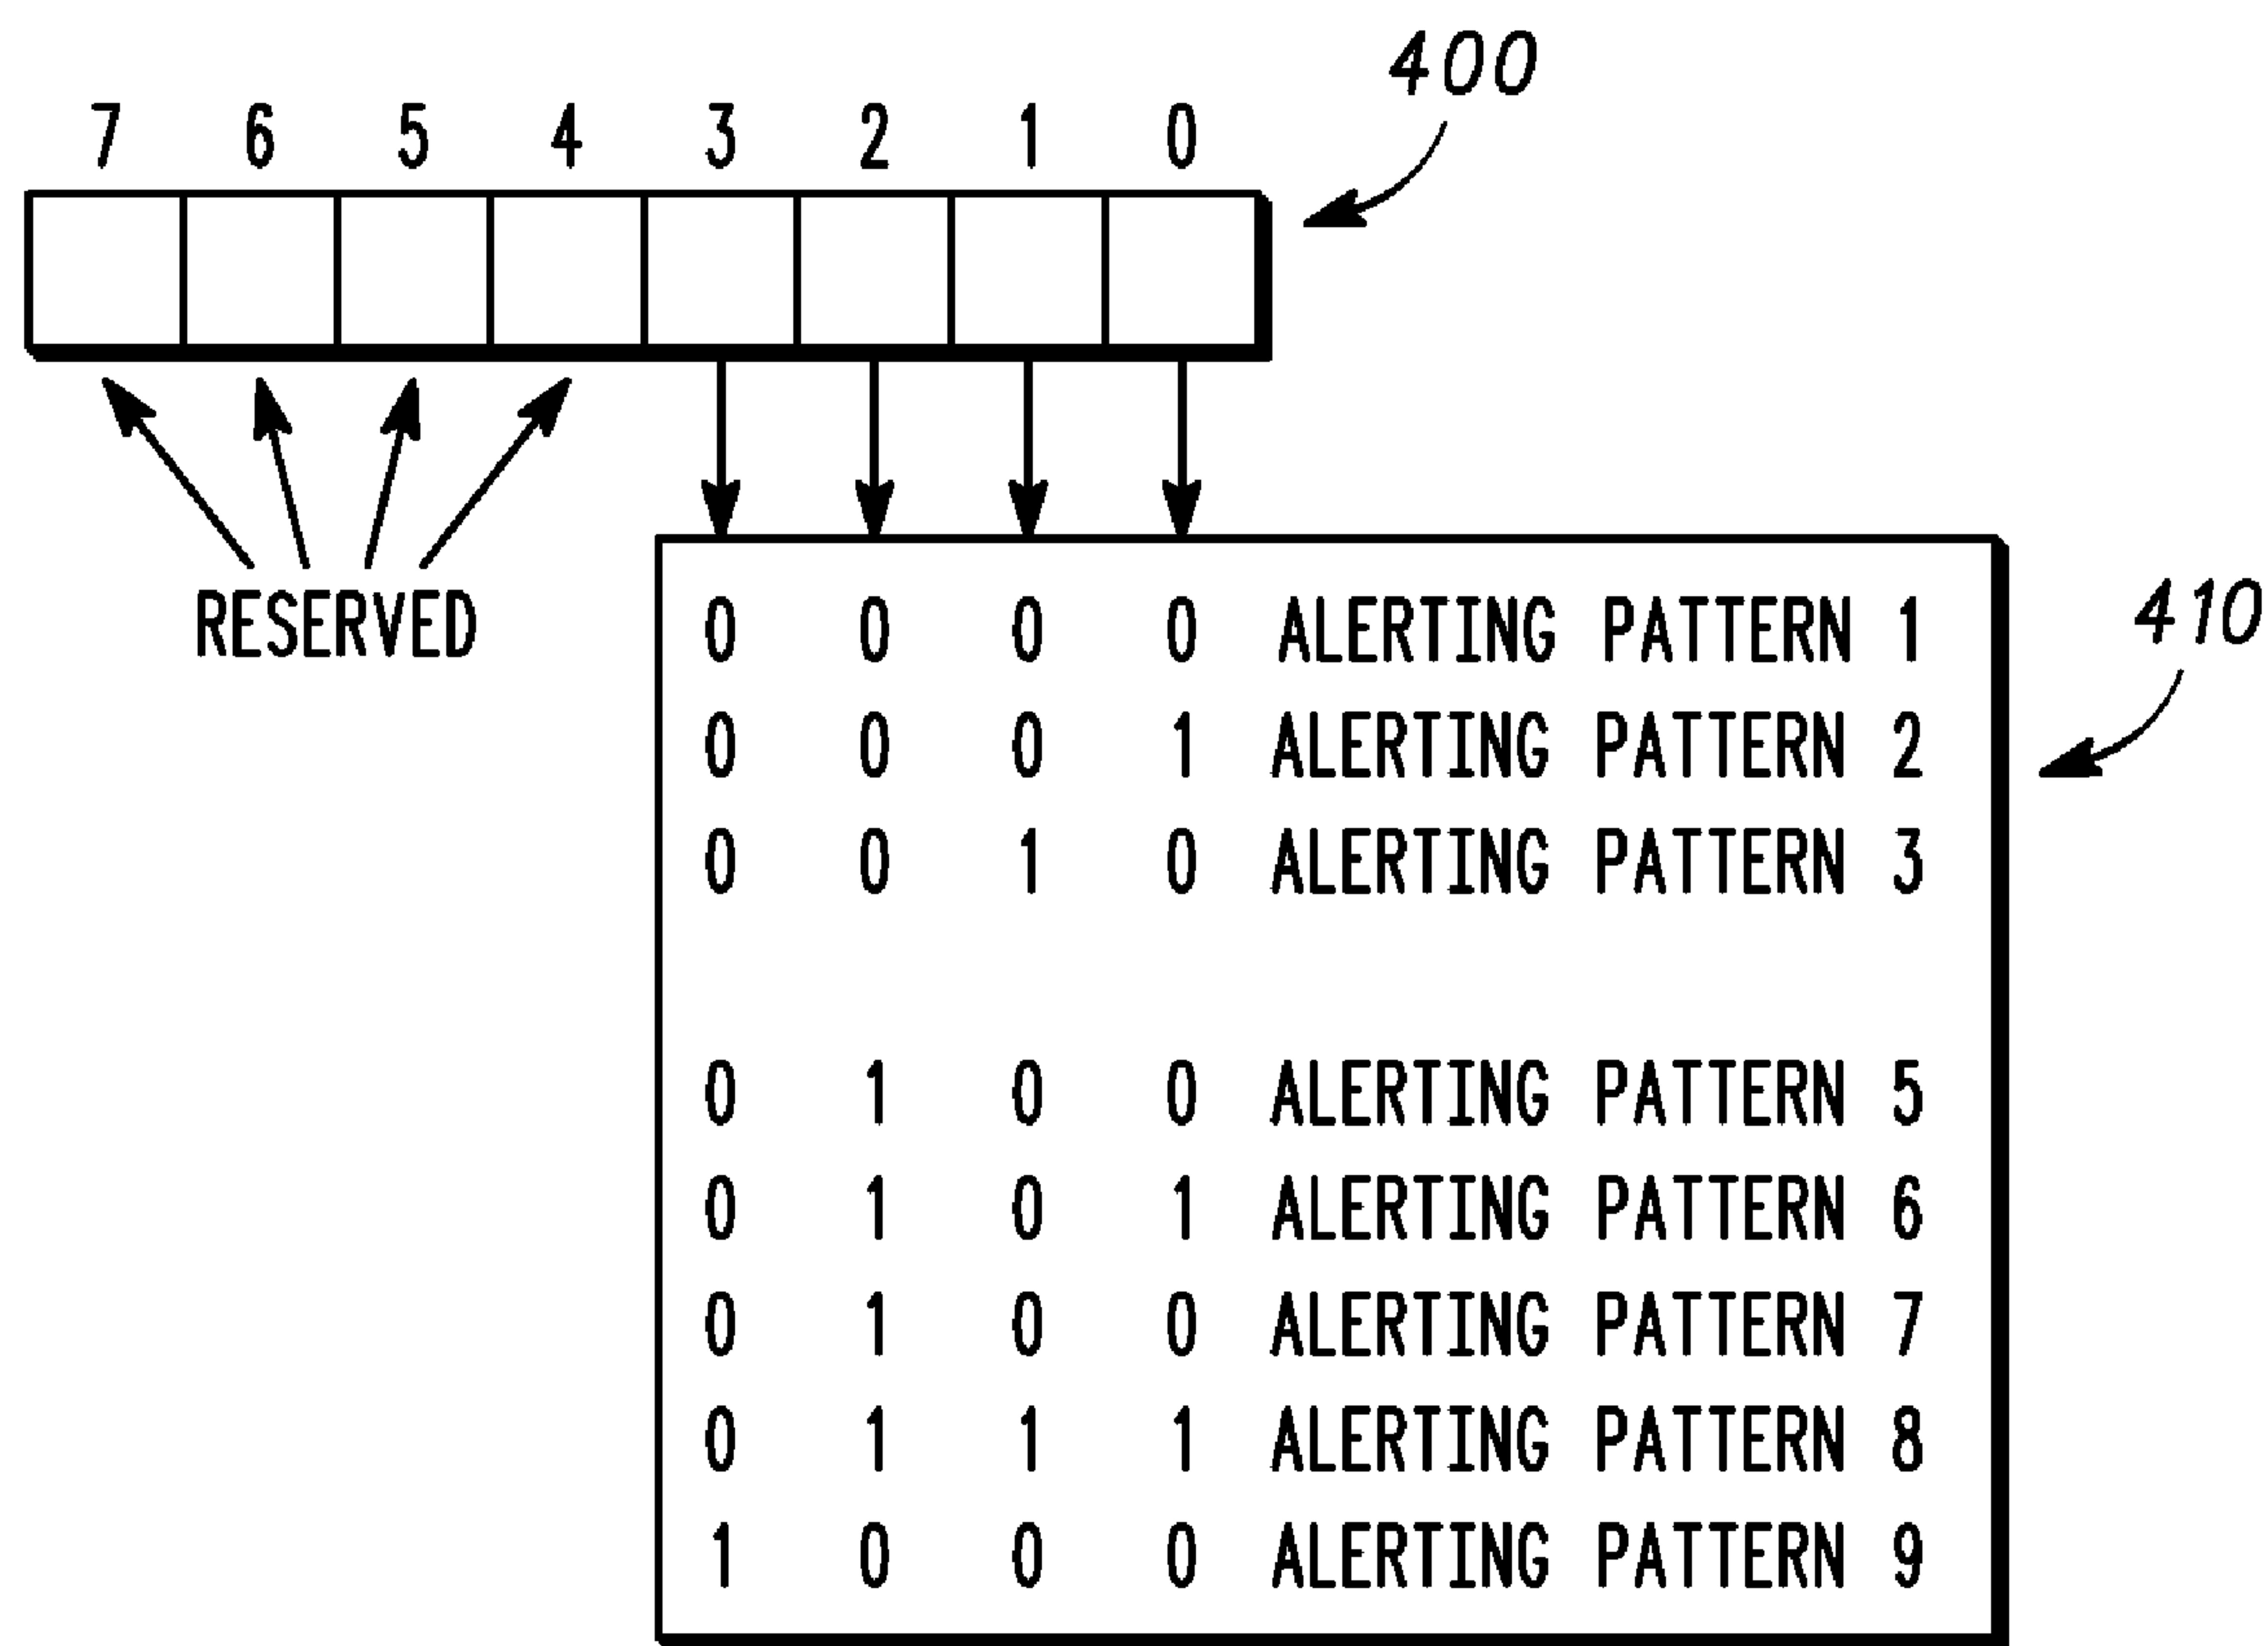 400
7 6 5 4 3 2 1 0
RESERVED
410
0 0 0 0 ALERTING PATTERN 1
0 0 0 1 ALERTING PATTERN 2
0 0 1 0 ALERTING PATTERN 3
0 1 0 0 ALERTING PATTERN 5
0 1 0 1 ALERTING PATTERN 6
0 1 0 0 ALERTING PATTERN 7
0 1 1 1 ALERTING PATTERN 8
1 0 0 0 ALERTING PATTERN 9